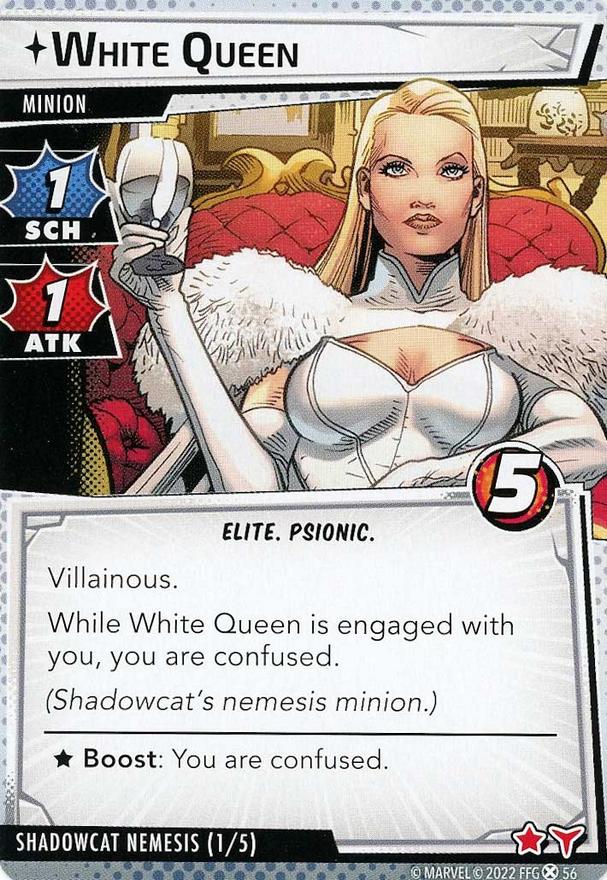 WHITE QUEEN
MINION
1
SCH
1
ATK
5
ELITE. PSIONIC.
Villainous.
While White Queen is engaged with
you, you are confused.
(Shadowcat's nemesis minion.)
★ Boost: You are confused.
SHADOWCAT NEMESIS (1/5)
© MARVEL © 2022 FFG 56